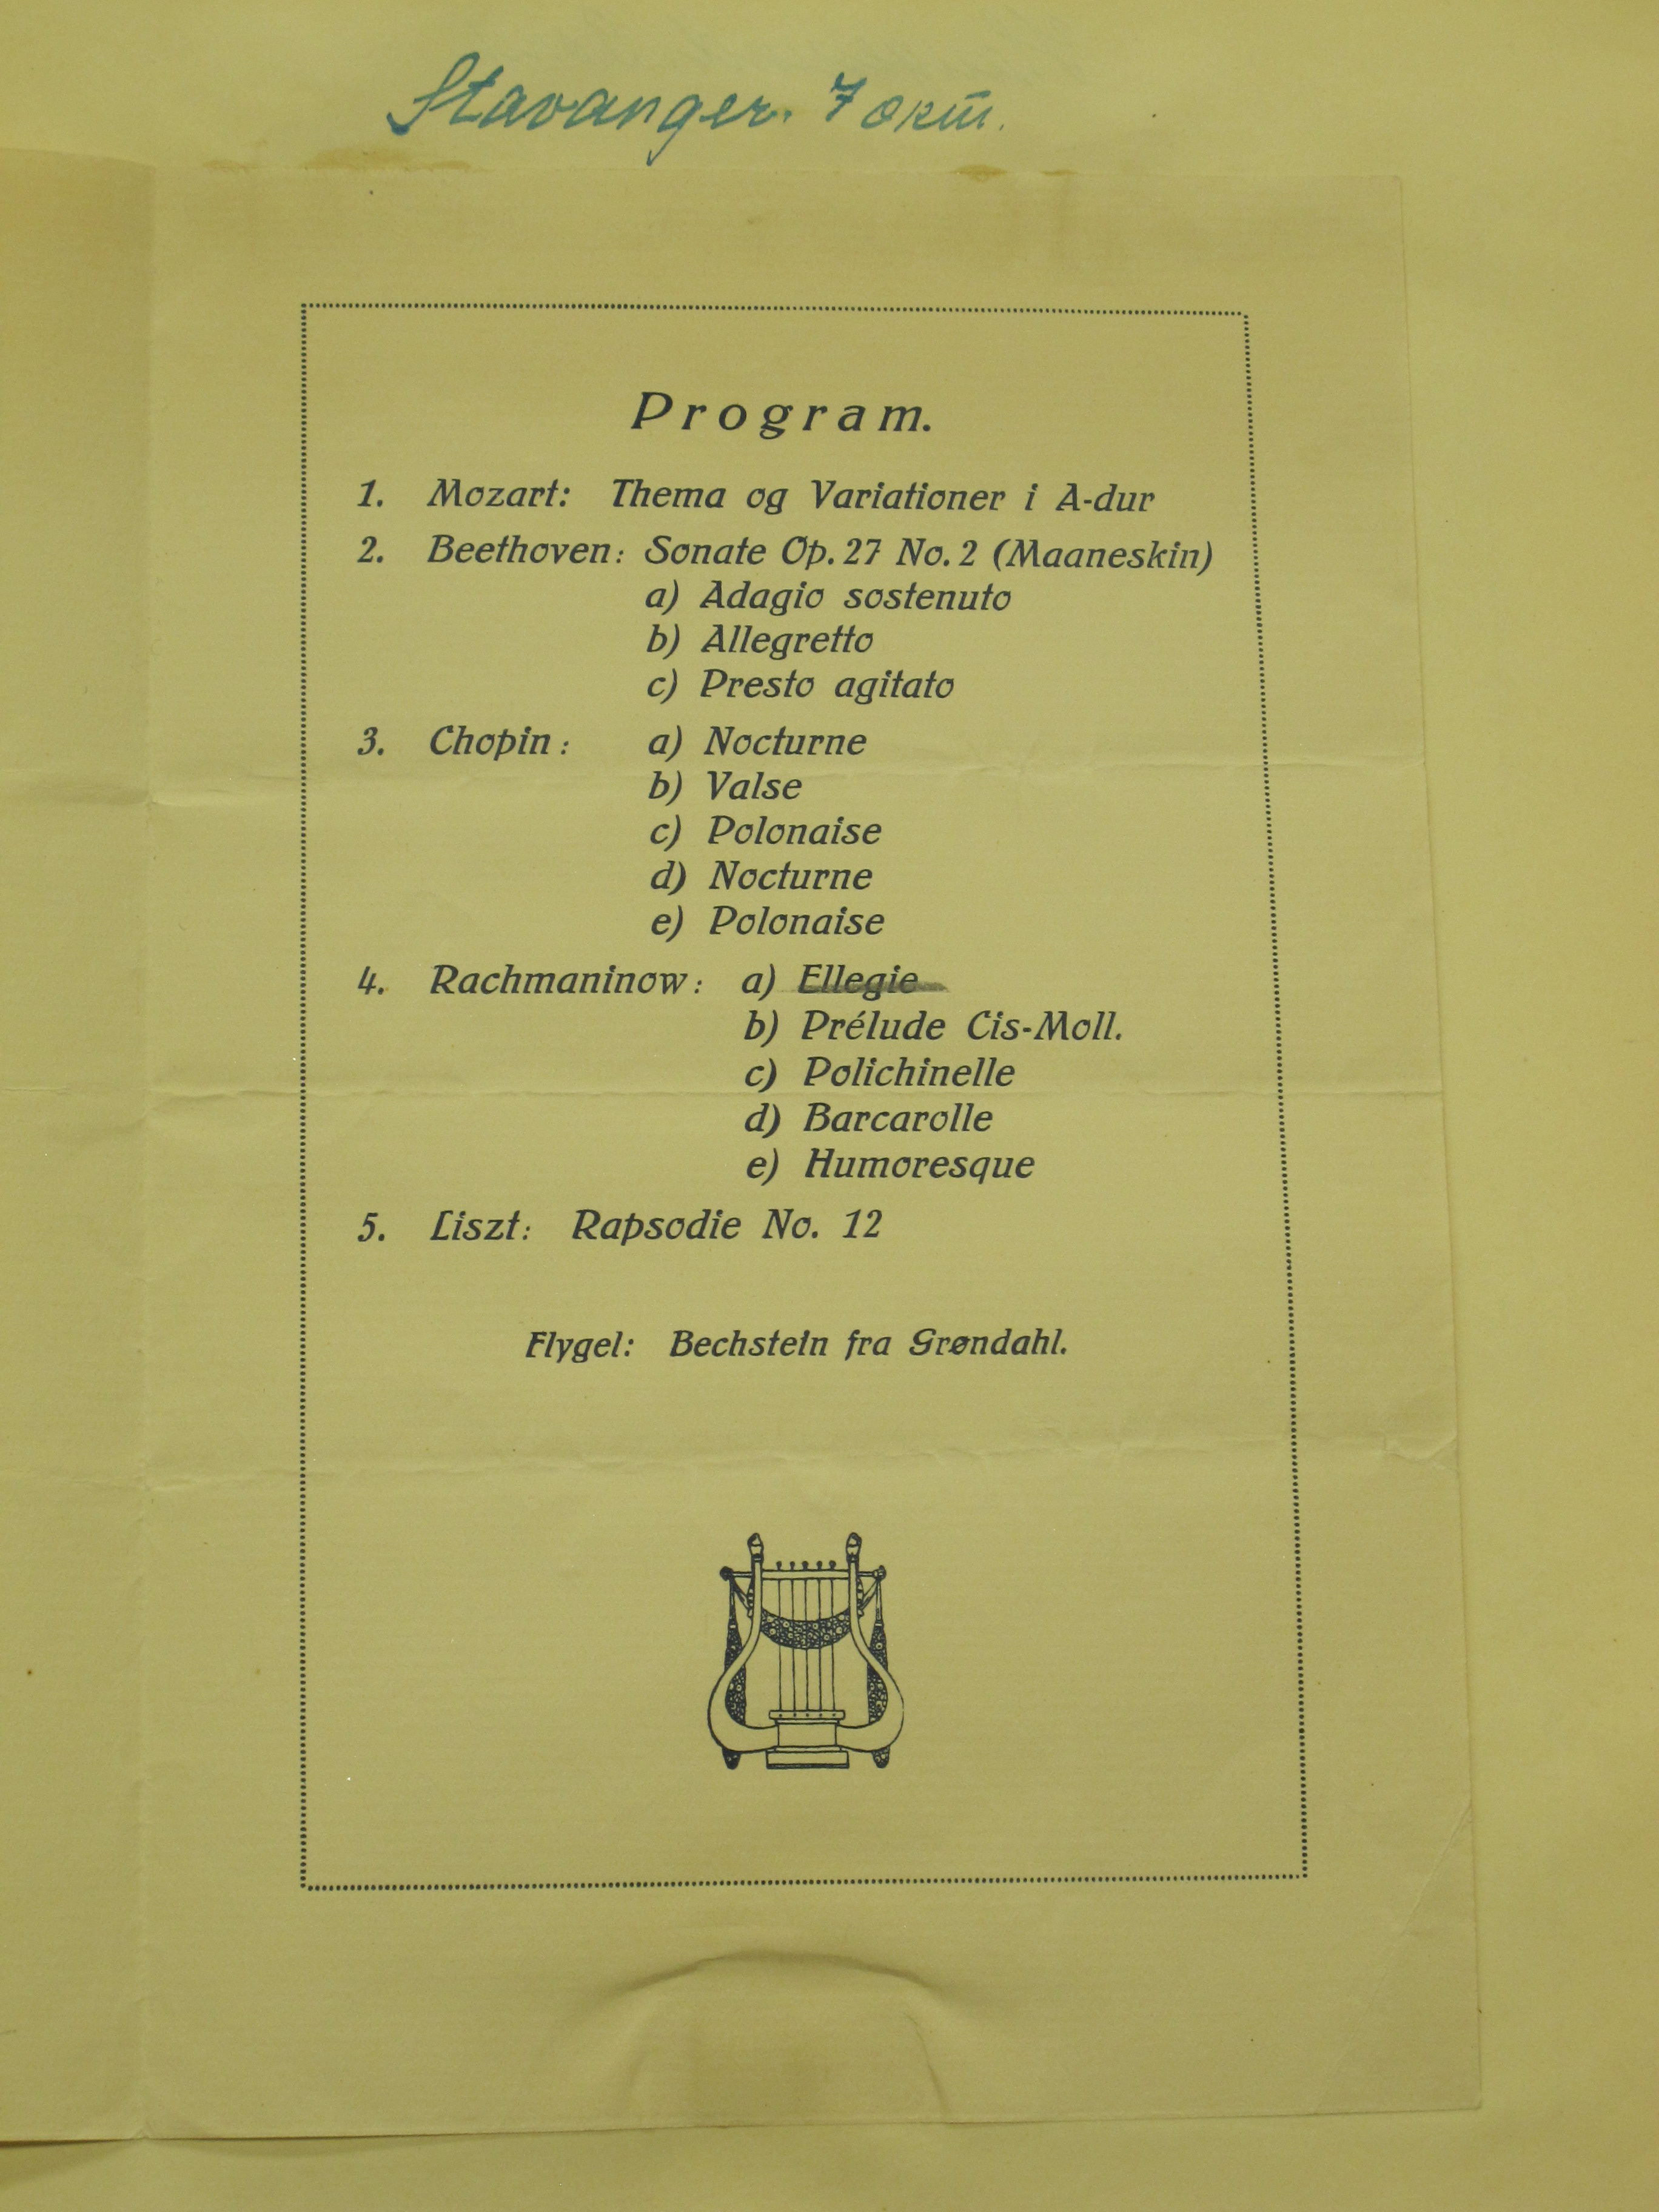 Stavanger. 7 окт.
Program.
1. Mozart: Thema og Variationer i A-dur
2. Beethoven: Sonate Op. 27 No. 2 (Maaneskin)
a) Adagio sostenuto
b) Allegretto
c) Presto agitato
3. Chopin: a) Nocturne
b) Valse
c) Polonaise
d) Nocturne
e) Polonaise
4. Rachmaninow: a) Ellegie
b) Prélude Cis-Moll.
c) Polichinelle
d) Barcarolle
e) Humoresque
5. Liszt: Rapsodie No. 12
Flygel: Bechstein fra Grøndahl.